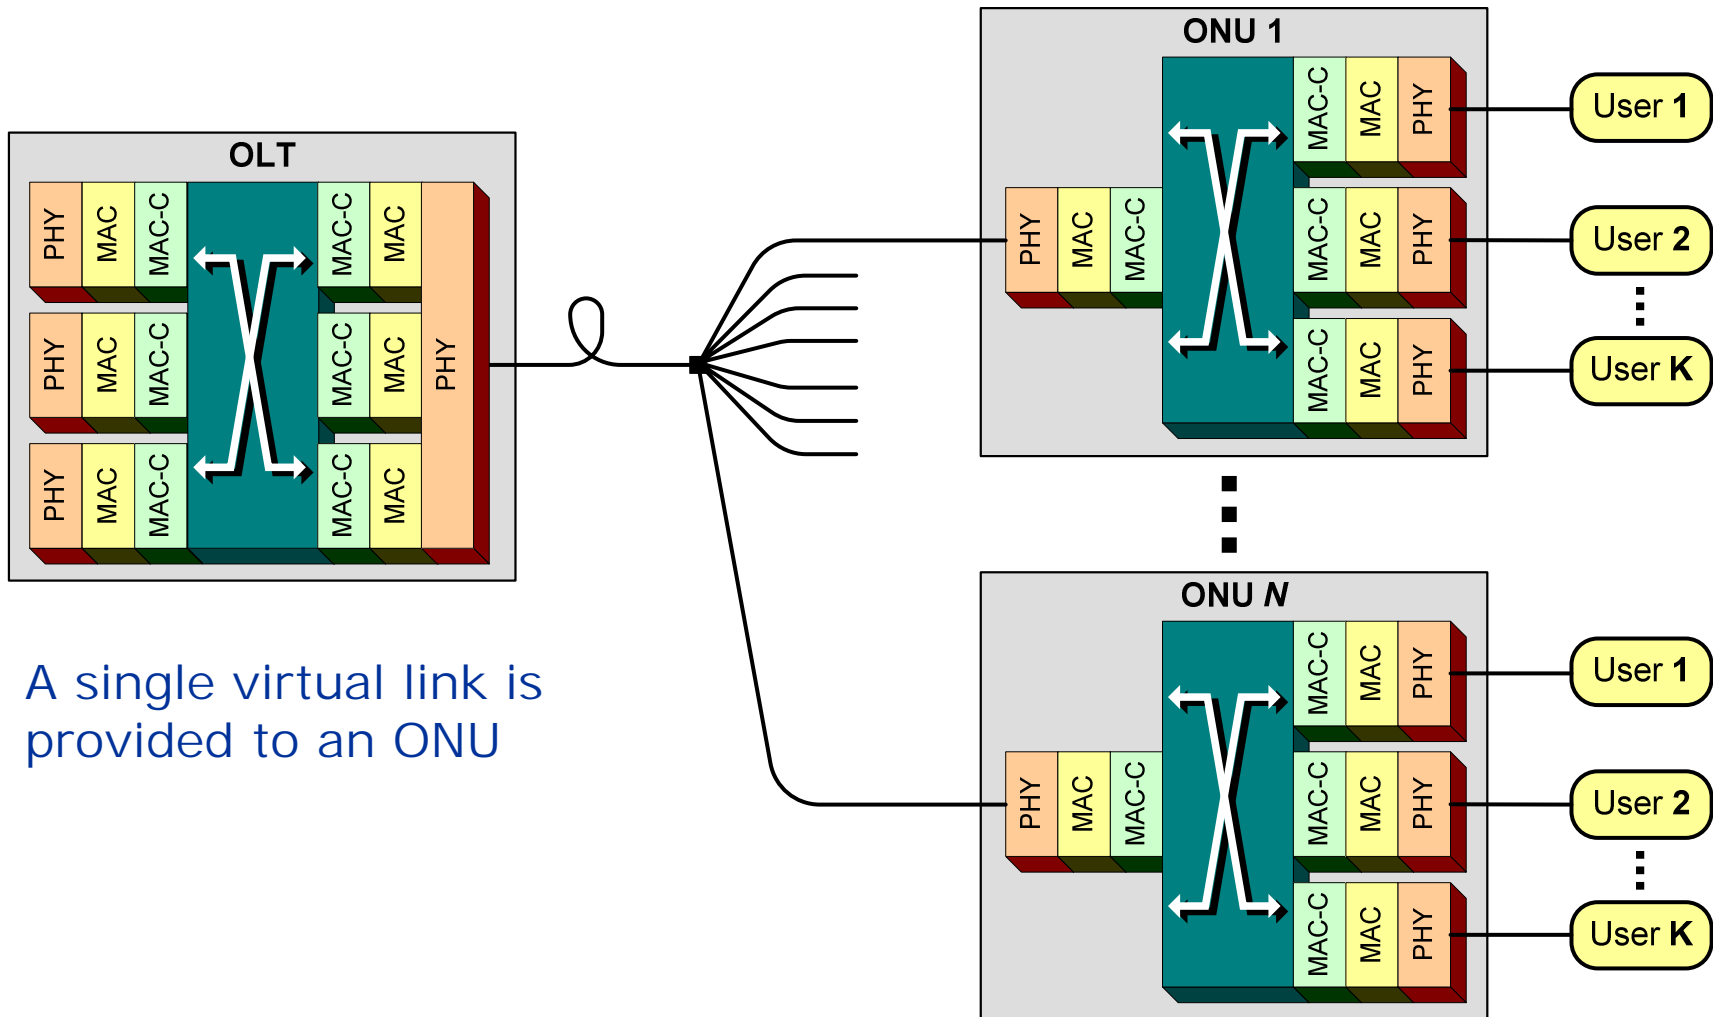 OLT
PHY MAC MAC-C MAC-C MAC PHY
PHY MAC MAC-C MAC-C MAC
PHY MAC MAC-C MAC-C MAC
A single virtual link is
provided to an ONU
ONU 1
MAC-C MAC PHY User 1
PHY MAC MAC-C MAC-C MAC PHY User 2
MAC-C MAC PHY User K
ONU N
MAC-C MAC PHY User 1
PHY MAC MAC-C MAC-C MAC PHY User 2
MAC-C MAC PHY User K